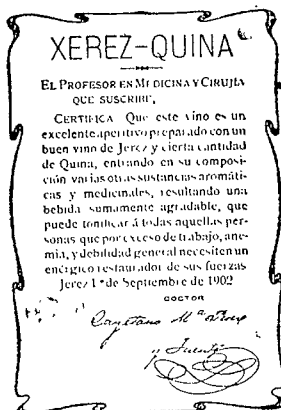 XEREZ-QUINA
EL PROFESOR EN MEDICINA Y CIRUJÍA
QUE SUSCRIBE,
CERTIFICA Que este vino es un
excelente aperitivo preparado con un
buen vino de Jerez y cierta cantidad
de Quina, entrando en su composi-
ción varias otras sustancias aromáti-
cas y medicinales, resultando una
bebida sumamente agradable, que
puede tonificar á todas aquellas per-
sonas que por exceso de trabajo, ane-
mia, y debilidad general necesiten un
enérgico restaurador de sus fuerzas
Jerez 1.º de Septiembre de 1902
DOCTOR
Cayetano Mª
y